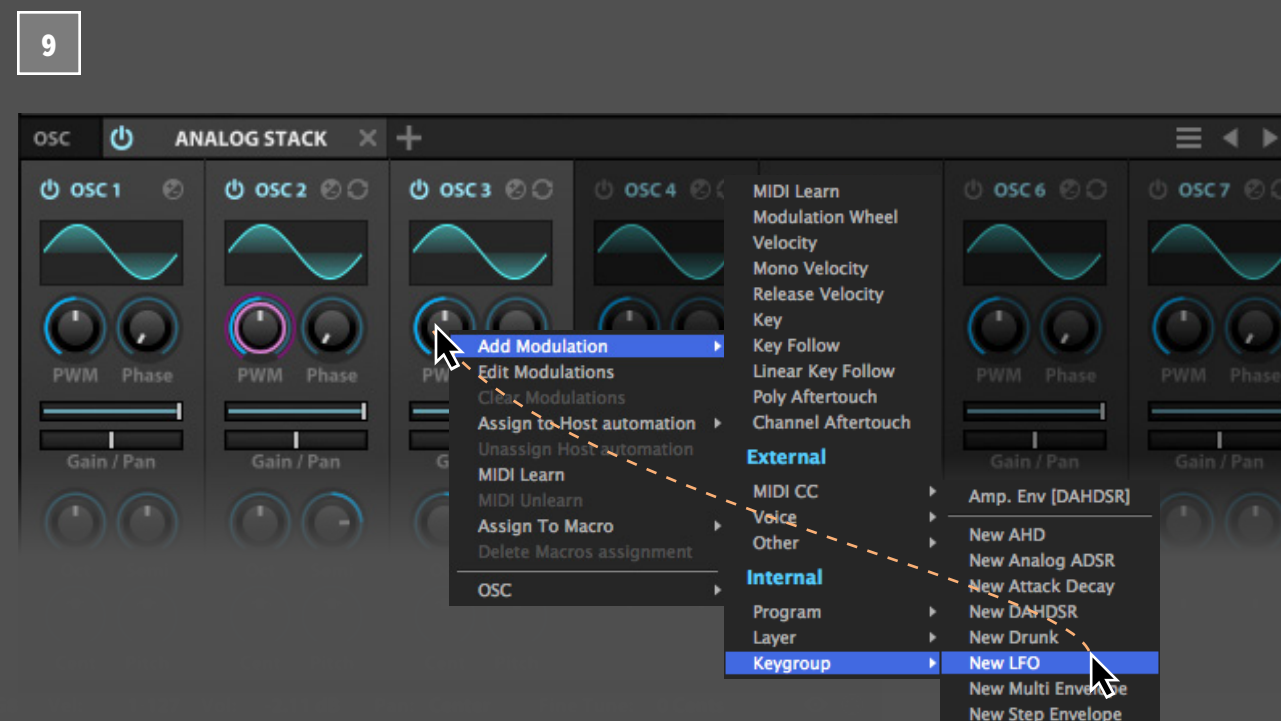 9
OSC
ANALOG STACK
OSC 1
OSC 2
OSC 3
OSC 4
OSC 6
OSC 7
PWM
Phase
PWM
Phase
PWM
Phase
PWM
Phase
Gain / Pan
Gain / Pan
Gain / Pan
Gain / Pan
Add Modulation
Edit Modulations
Clear Modulations
Assign to Host automation
Unassign Host automation
MIDI Learn
MIDI Unlearn
Assign To Macro
Delete Macros assignment
OSC
MIDI Learn
Modulation Wheel
Velocity
Mono Velocity
Release Velocity
Key
Key Follow
Linear Key Follow
Poly Aftertouch
Channel Aftertouch
External
MIDI CC
Voice
Other
Internal
Program
Layer
Keygroup
Amp. Env [DAHDSR]
New AHD
New Analog ADSR
New Attack Decay
New DAHDSR
New Drunk
New LFO
New Multi Envelope
New Step Envelope